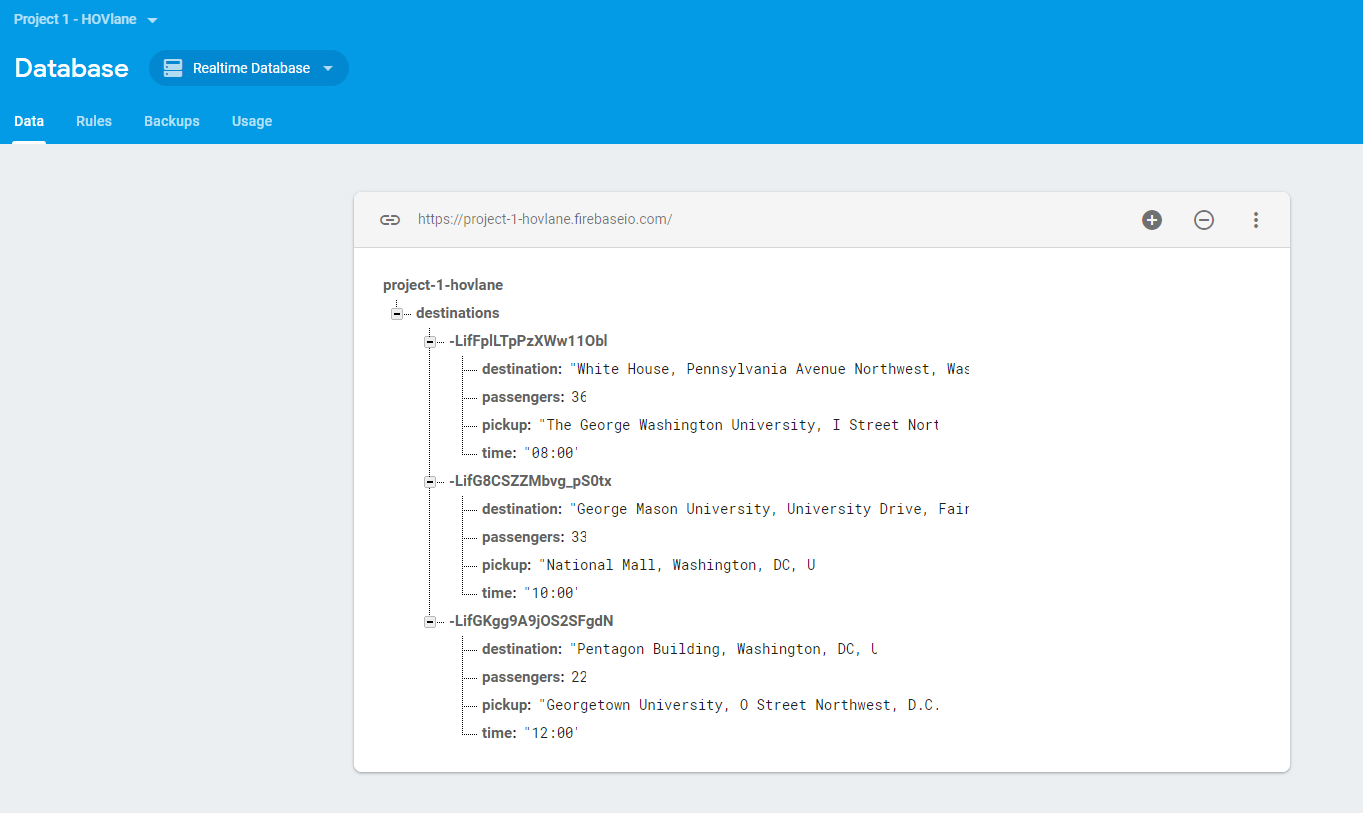 Project 1 - HOVlane
Database
Realtime Database
Data Rules Backups Usage
https://project-1-hovlane.firebaseio.com/
project-1-hovlane
destinations
-LifFplLTpPzXWw11Obl
destination: "White House, Pennsylvania Avenue Northwest, Was
passengers: 36
pickup: "The George Washington University, I Street Nort
time: "08:00"
-LifG8CSZZMbvg_pS0tx
destination: "George Mason University, University Drive, Fair
passengers: 33
pickup: "National Mall, Washington, DC, U
time: "10:00"
-LifGKgg9A9jOS2SFgdN
destination: "Pentagon Building, Washington, DC, U
passengers: 22
pickup: "Georgetown University, O Street Northwest, D.C.
time: "12:00"